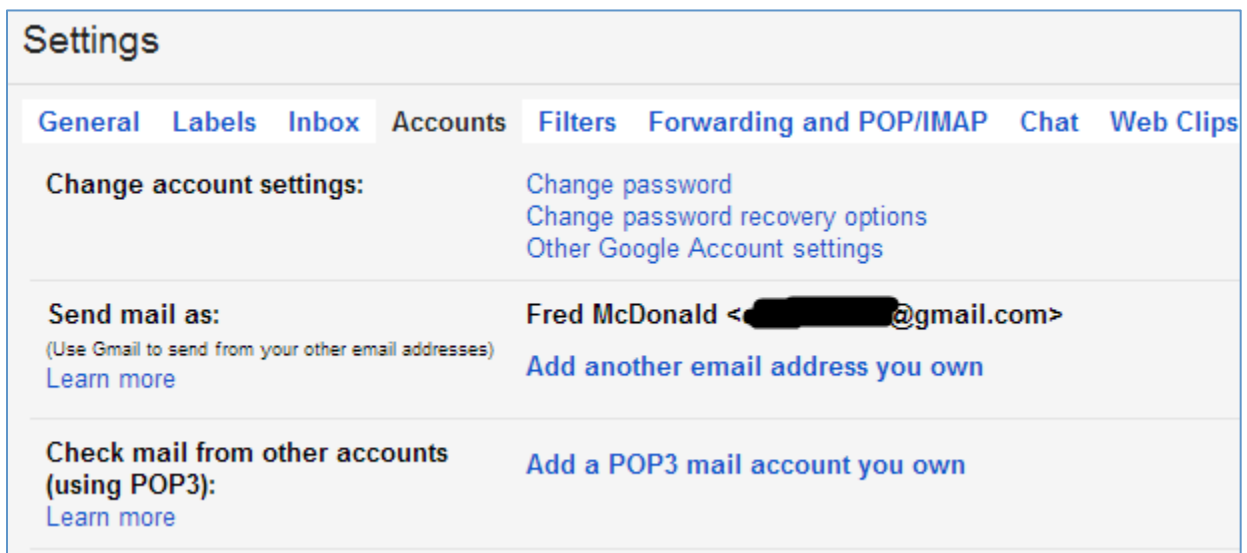 Settings
General Labels Inbox Accounts Filters Forwarding and POP/IMAP Chat Web Clips
Change account settings: Change password
Change password recovery options
Other Google Account settings
Send mail as: Fred McDonald < @gmail.com>
(Use Gmail to send from your other email addresses)
Learn more
Add another email address you own
Check mail from other accounts
(using POP3):
Learn more
Add a POP3 mail account you own